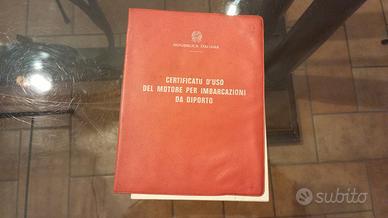 REPUBBLICA ITALIANA
CERTIFICATO D'USO
DEL MOTORE PER IMBARCAZIONI
DA DIPORTO
subito